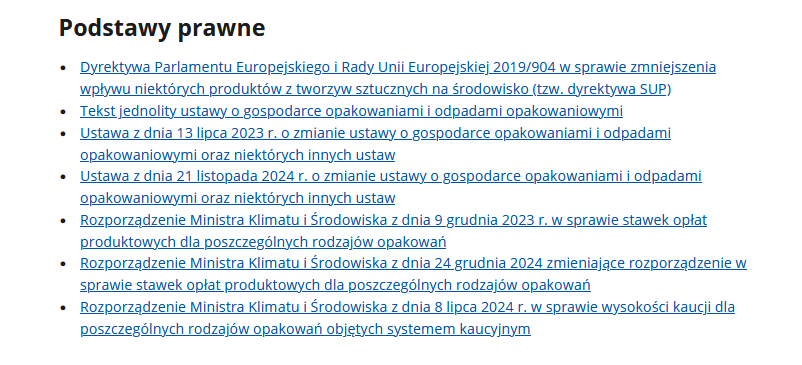 Podstawy prawne
• Dyrektywa Parlamentu Europejskiego i Rady Unii Europejskiej 2019/904 w sprawie zmniejszenia
wpływu niektórych produktów z tworzyw sztucznych na środowisko (tzw. dyrektywa SUP)
• Tekst jednolity ustawy o gospodarce opakowaniami i odpadami opakowaniowymi
• Ustawa z dnia 13 lipca 2023 r. o zmianie ustawy o gospodarce opakowaniami i odpadami
opakowaniowymi oraz niektórych innych ustaw
• Ustawa z dnia 21 listopada 2024 r. o zmianie ustawy o gospodarce opakowaniami i odpadami
opakowaniowymi oraz niektórych innych ustaw
• Rozporządzenie Ministra Klimatu i Środowiska z dnia 9 grudnia 2023 r. w sprawie stawek opłat
produktowych dla poszczególnych rodzajów opakowań
• Rozporządzenie Ministra Klimatu i Środowiska z dnia 24 grudnia 2024 zmieniające rozporządzenie w
sprawie stawek opłat produktowych dla poszczególnych rodzajów opakowań
• Rozporządzenie Ministra Klimatu i Środowiska z dnia 8 lipca 2024 r. w sprawie wysokości kaucji dla
poszczególnych rodzajów opakowań objętych systemem kaucyjnym